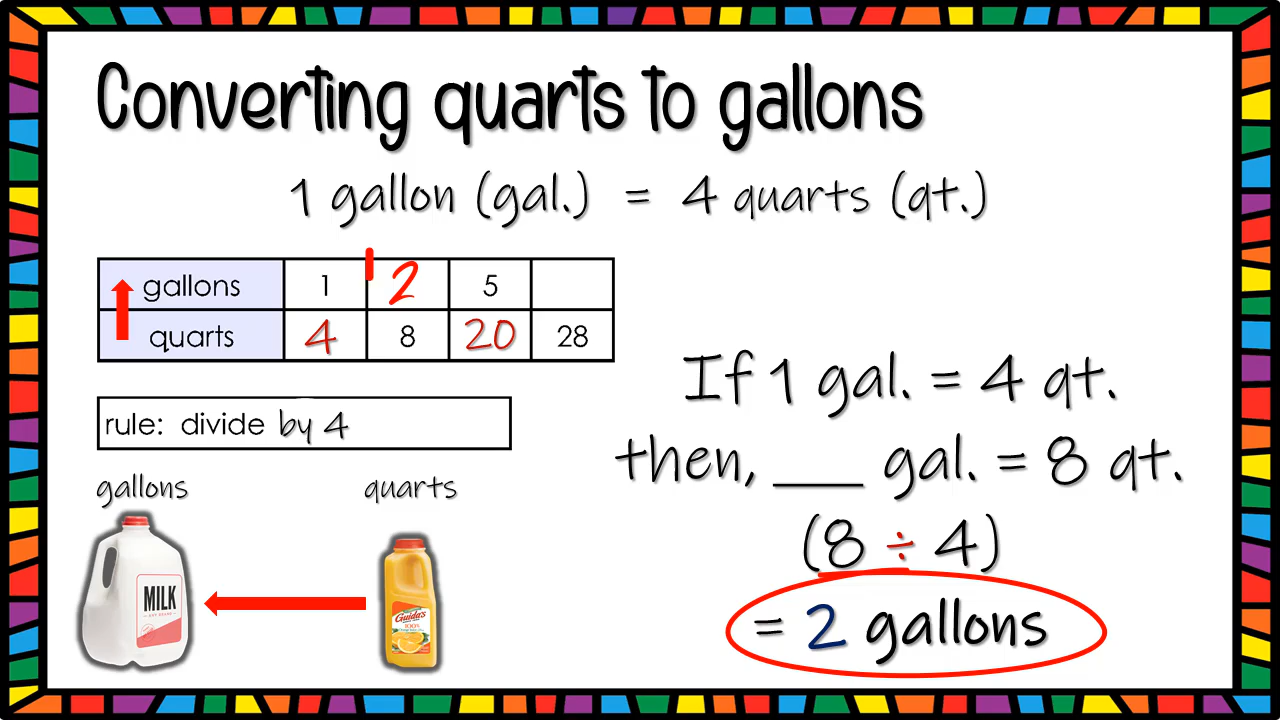 Converting quarts to gallons
1 gallon (gal.) = 4 quarts (qt.)
gallons 1 2 5
quarts 4 8 20 28
rule: divide by 4
If 1 gal. = 4 qt.
then, ___ gal. = 8 qt.
(8 ÷ 4)
= 2 gallons
gallons quarts
MILK
Guida's
100%